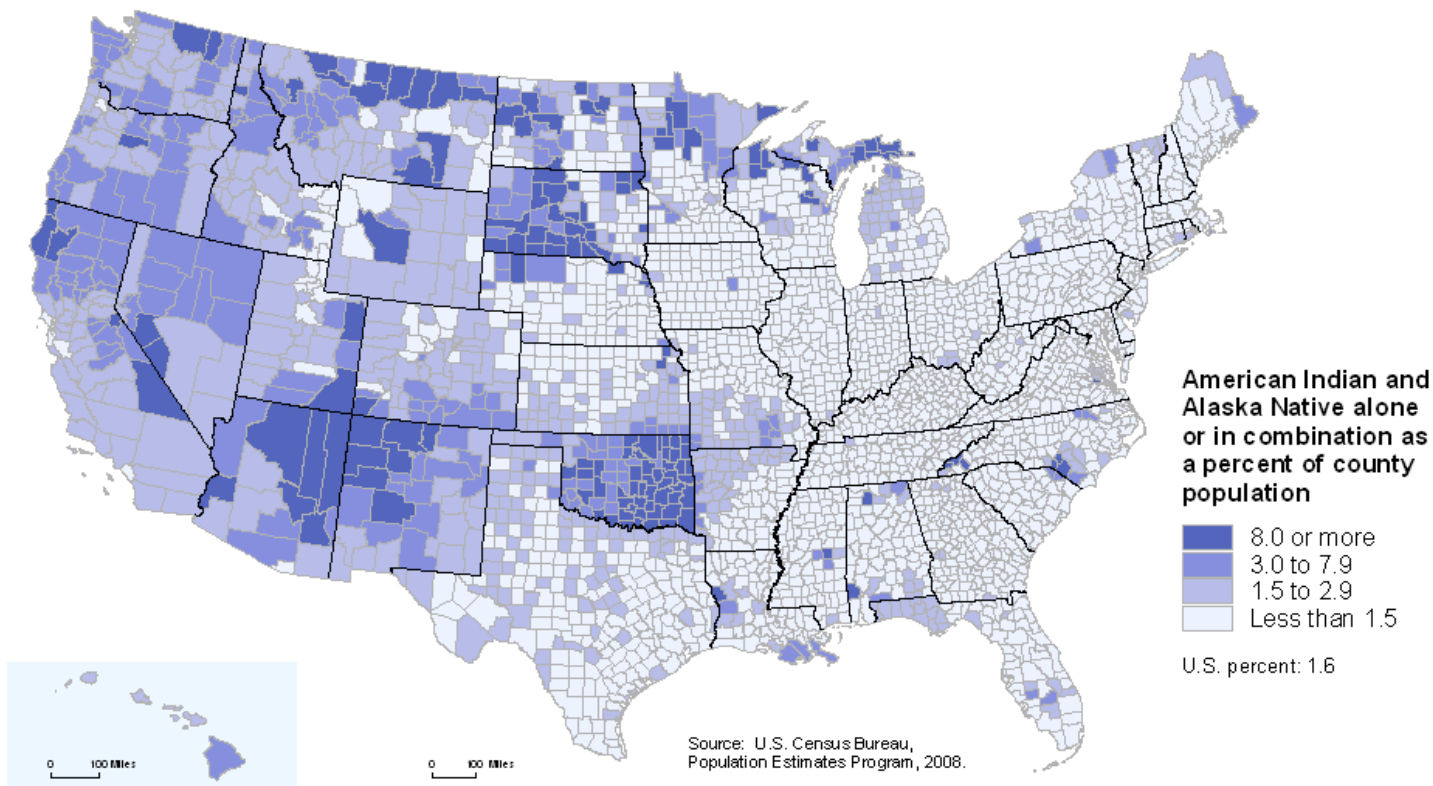 American Indian and
Alaska Native alone
or in combination as
a percent of county
population
8.0 or more
3.0 to 7.9
1.5 to 2.9
Less than 1.5
U.S. percent: 1.6
0 100 Miles
0 100 Miles
Source: U.S. Census Bureau,
Population Estimates Program, 2008.